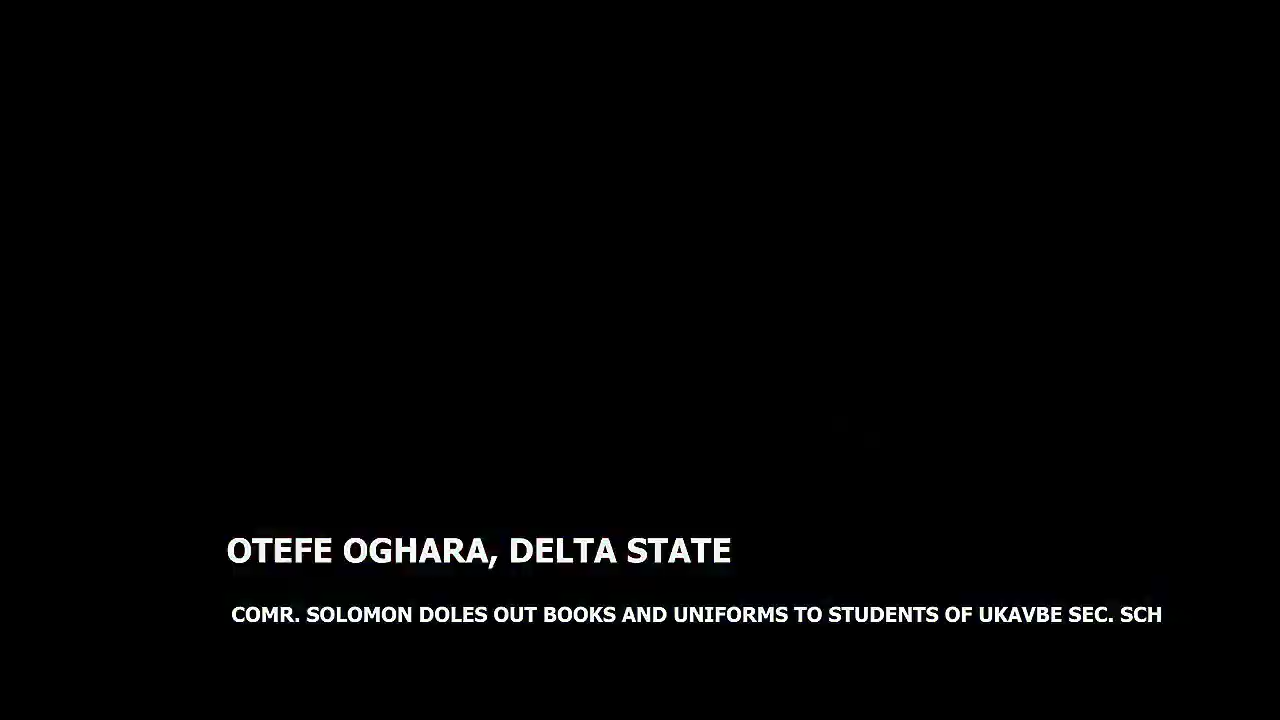 OTEFE OGHARA, DELTA STATE
COMR. SOLOMON DOLES OUT BOOKS AND UNIFORMS TO STUDENTS OF UKAVBE SEC. SCH